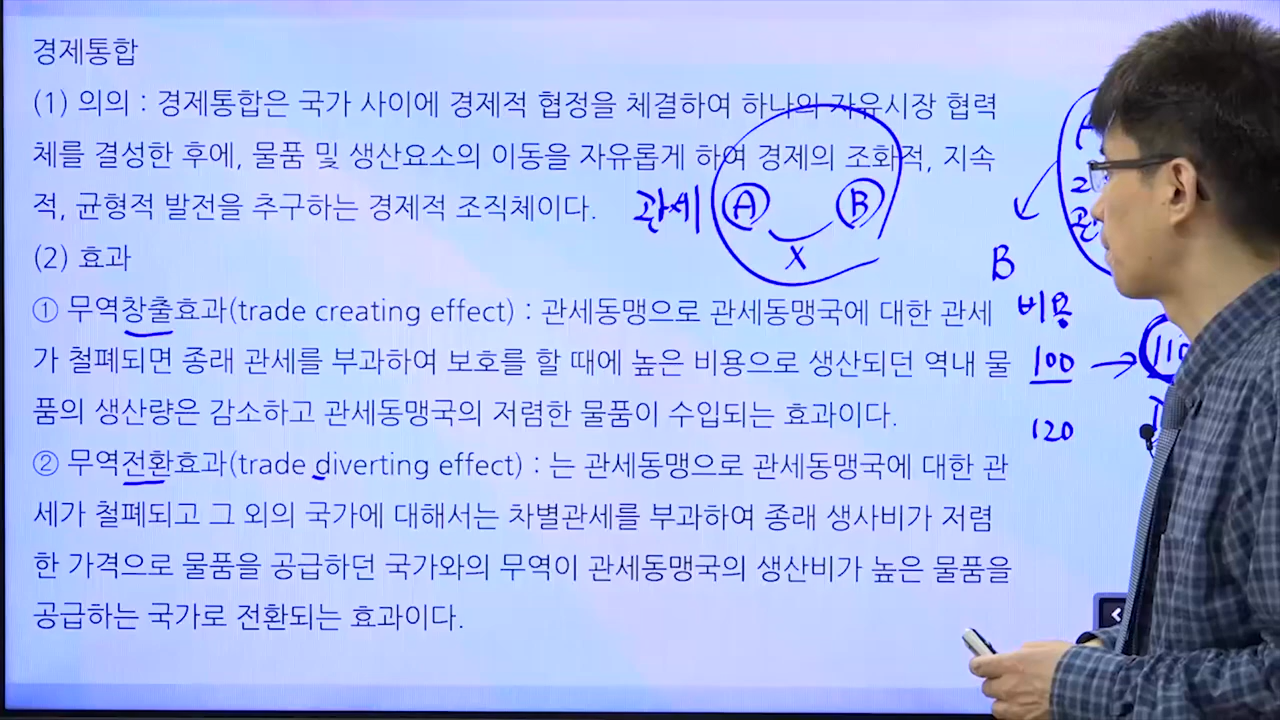 경제통합
(1) 의의 : 경제통합은 국가 사이에 경제적 협정을 체결하여 하나의 자유시장 협력
체를 결성한 후에, 물품 및 생산요소의 이동을 자유롭게 하여 경제의 조화적, 지속
적, 균형적 발전을 추구하는 경제적 조직체이다.
관세 A B
X
(2) 효과
① 무역창출효과(trade creating effect) : 관세동맹으로 관세동맹국에 대한 관세
가 철폐되면 종래 관세를 부과하여 보호를 할 때에 높은 비용으로 생산되던 역내 물
품의 생산량은 감소하고 관세동맹국의 저렴한 물품이 수입되는 효과이다.
② 무역전환효과(trade diverting effect) : 는 관세동맹으로 관세동맹국에 대한 관
세가 철폐되고 그 외의 국가에 대해서는 차별관세를 부과하여 종래 생사비가 저렴
한 가격으로 물품을 공급하던 국가와의 무역이 관세동맹국의 생산비가 높은 물품을
공급하는 국가로 전환되는 효과이다.
B
비용
100 → 110
120